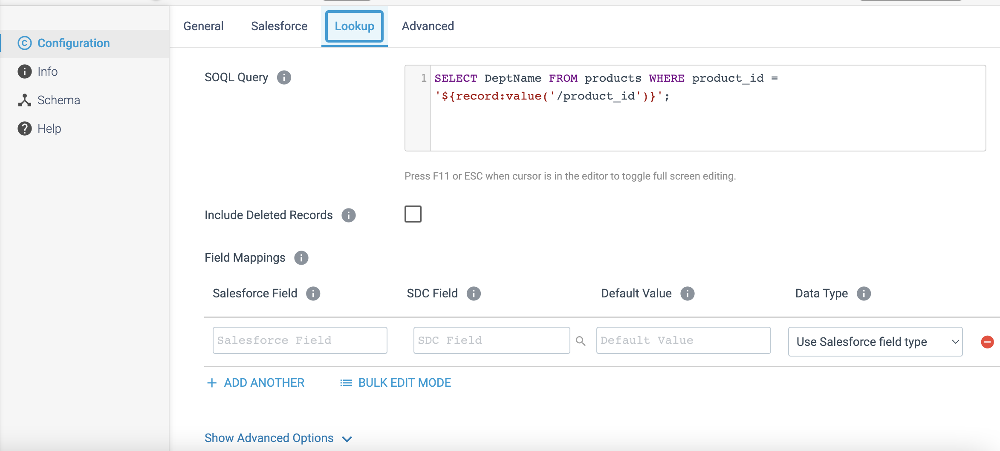 General Salesforce Lookup Advanced
Configuration
Info
Schema
Help
SOQL Query
1 SELECT DeptName FROM products WHERE product_id =
'${record:value('/product_id')}';
Press F11 or ESC when cursor is in the editor to toggle full screen editing.
Include Deleted Records
Field Mappings
Salesforce Field SDC Field Default Value Data Type
Salesforce Field SDC Field Default Value Use Salesforce field type
+ ADD ANOTHER BULK EDIT MODE
Show Advanced Options